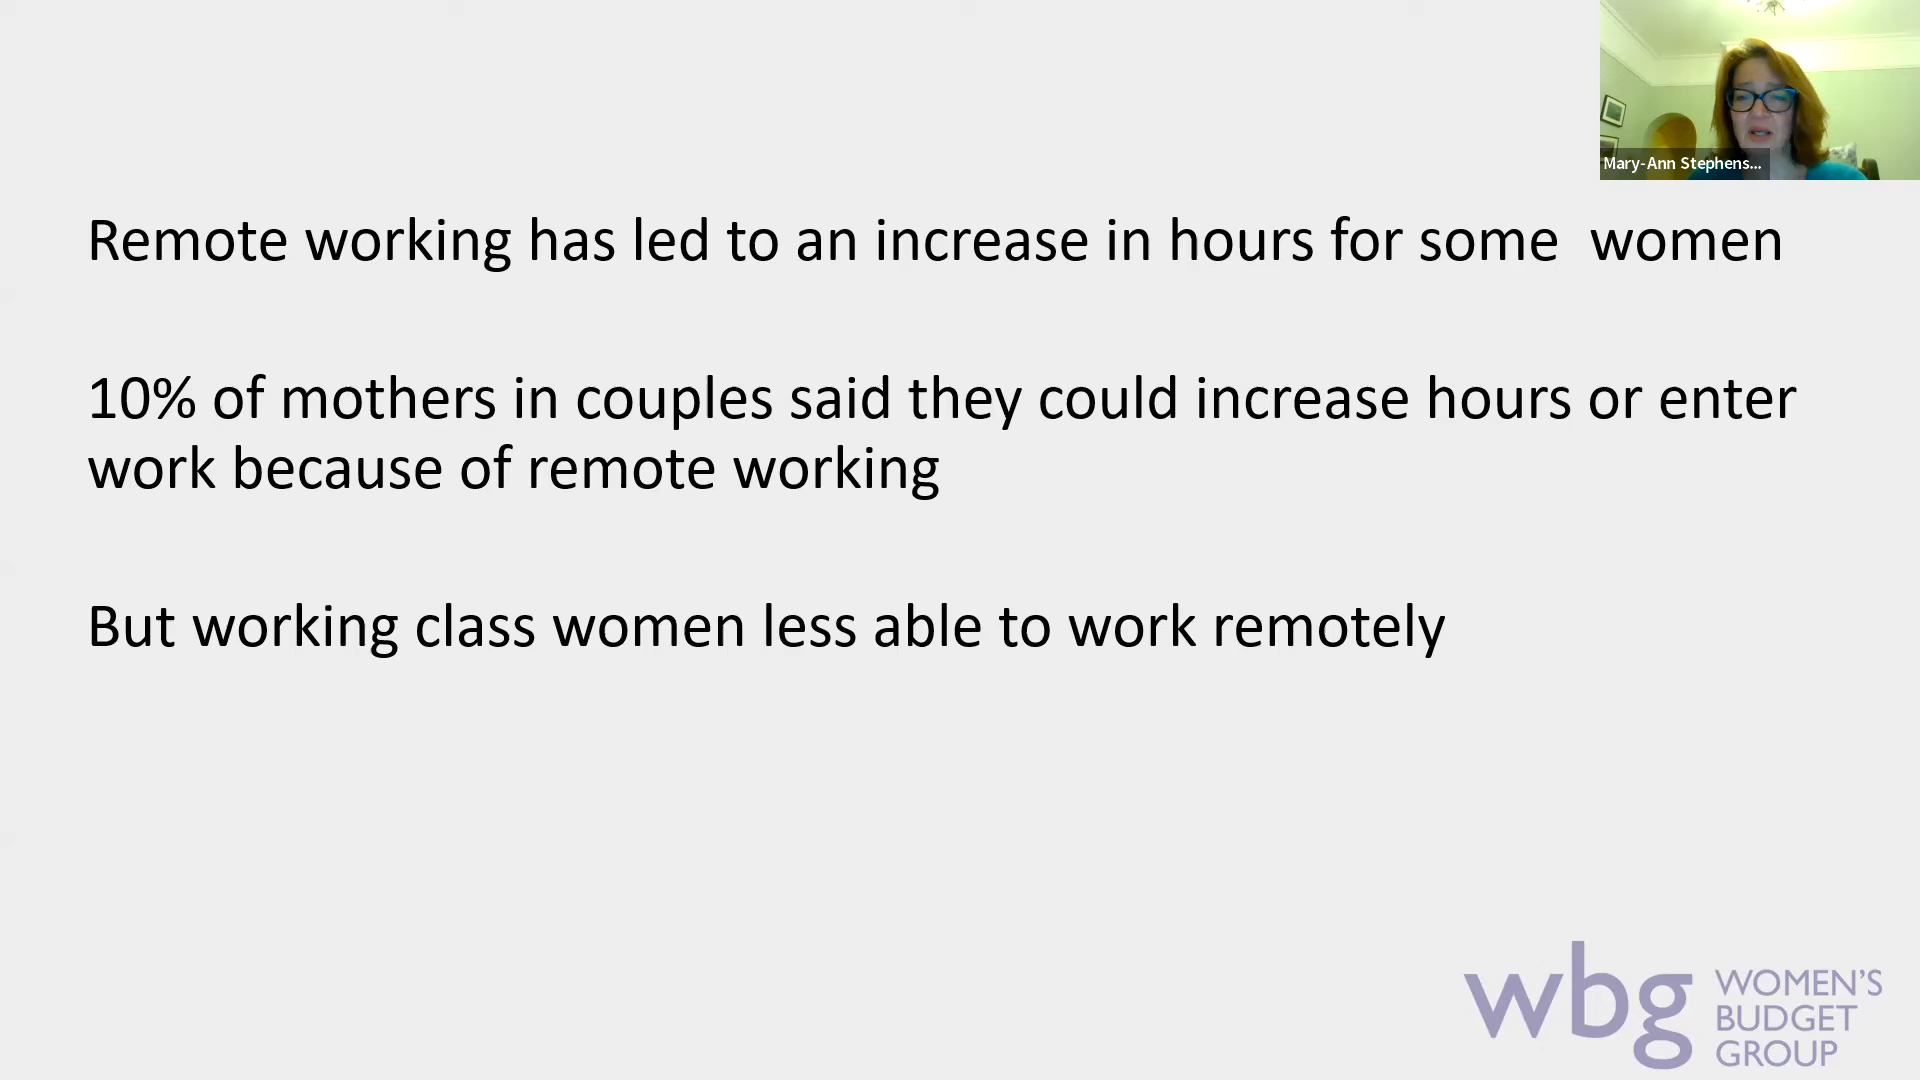 Mary-Ann Stephens...
Remote working has led to an increase in hours for some  women
10% of mothers in couples said they could increase hours or enter
work because of remote working
But working class women less able to work remotely
wbg
WOMEN'S
BUDGET
GROUP